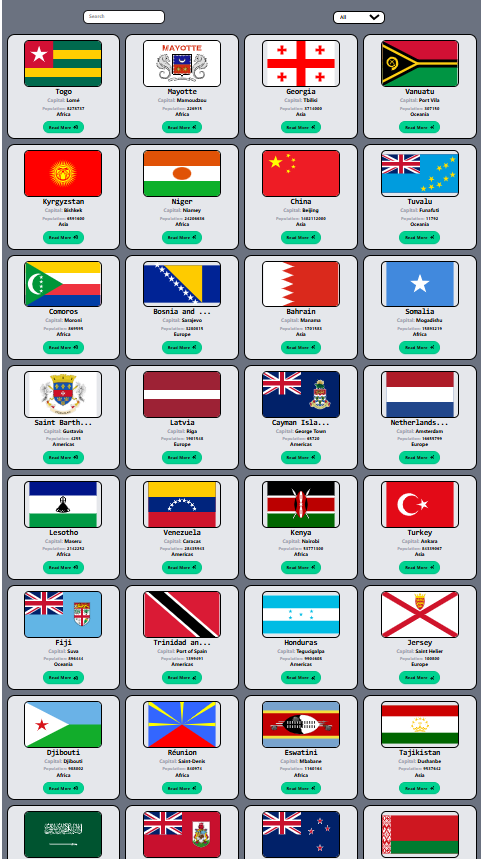 Search
All
Togo
Capital: Lomé
Population: 8278737
Africa
Read More
MAYOTTE
Mayotte
Capital: Mamoudzou
Population: 226915
Africa
Read More
Georgia
Capital: Tbilisi
Population: 3714000
Asia
Read More
Vanuatu
Capital: Port Vila
Population: 307150
Oceania
Read More
Kyrgyzstan
Capital: Bishkek
Population: 6591600
Asia
Read More
Niger
Capital: Niamey
Population: 24206636
Africa
Read More
China
Capital: Beijing
Population: 1402112000
Asia
Read More
Tuvalu
Capital: Funafuti
Population: 11792
Oceania
Read More
Comoros
Capital: Moroni
Population: 869595
Africa
Read More
Bosnia and ...
Capital: Sarajevo
Population: 3280815
Europe
Read More
Bahrain
Capital: Manama
Population: 1701583
Asia
Read More
Somalia
Capital: Mogadishu
Population: 15893219
Africa
Read More
Saint Barth...
Capital: Gustavia
Population: 4255
Americas
Read More
Latvia
Capital: Riga
Population: 1901548
Europe
Read More
Cayman Isla...
Capital: George Town
Population: 65720
Americas
Read More
Netherlands...
Capital: Amsterdam
Population: 16655799
Europe
Read More
Lesotho
Capital: Maseru
Population: 2142252
Africa
Read More
Venezuela
Capital: Caracas
Population: 28435943
Americas
Read More
Kenya
Capital: Nairobi
Population: 53771300
Africa
Read More
Turkey
Capital: Ankara
Population: 84339067
Asia
Read More
Fiji
Capital: Suva
Population: 896444
Oceania
Read More
Trinidad an...
Capital: Port of Spain
Population: 1399491
Americas
Read More
Honduras
Capital: Tegucigalpa
Population: 9904608
Americas
Read More
Jersey
Capital: Saint Helier
Population: 100800
Europe
Read More
Djibouti
Capital: Djibouti
Population: 988002
Africa
Read More
Réunion
Capital: Saint-Denis
Population: 840974
Africa
Read More
Eswatini
Capital: Mbabane
Population: 1160164
Africa
Read More
Tajikistan
Capital: Dushanbe
Population: 9537642
Asia
Read More